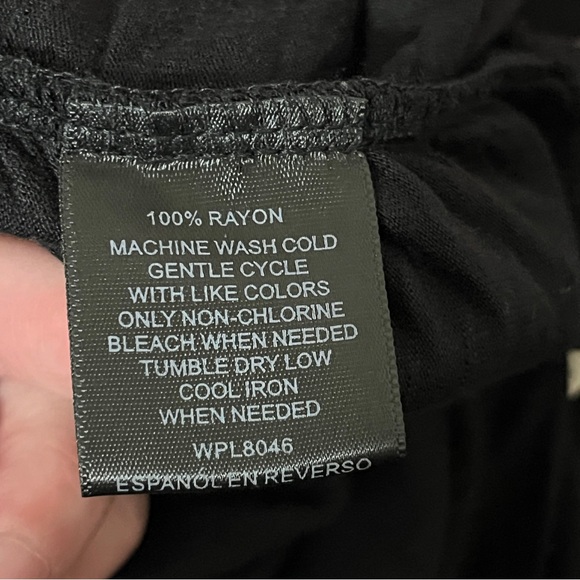 100% RAYON
MACHINE WASH COLD
GENTLE CYCLE
WITH LIKE COLORS
ONLY NON-CHLORINE
BLEACH WHEN NEEDED
TUMBLE DRY LOW
COOL IRON
WHEN NEEDED
WPL8046
ESPAÑOL EN REVERSO